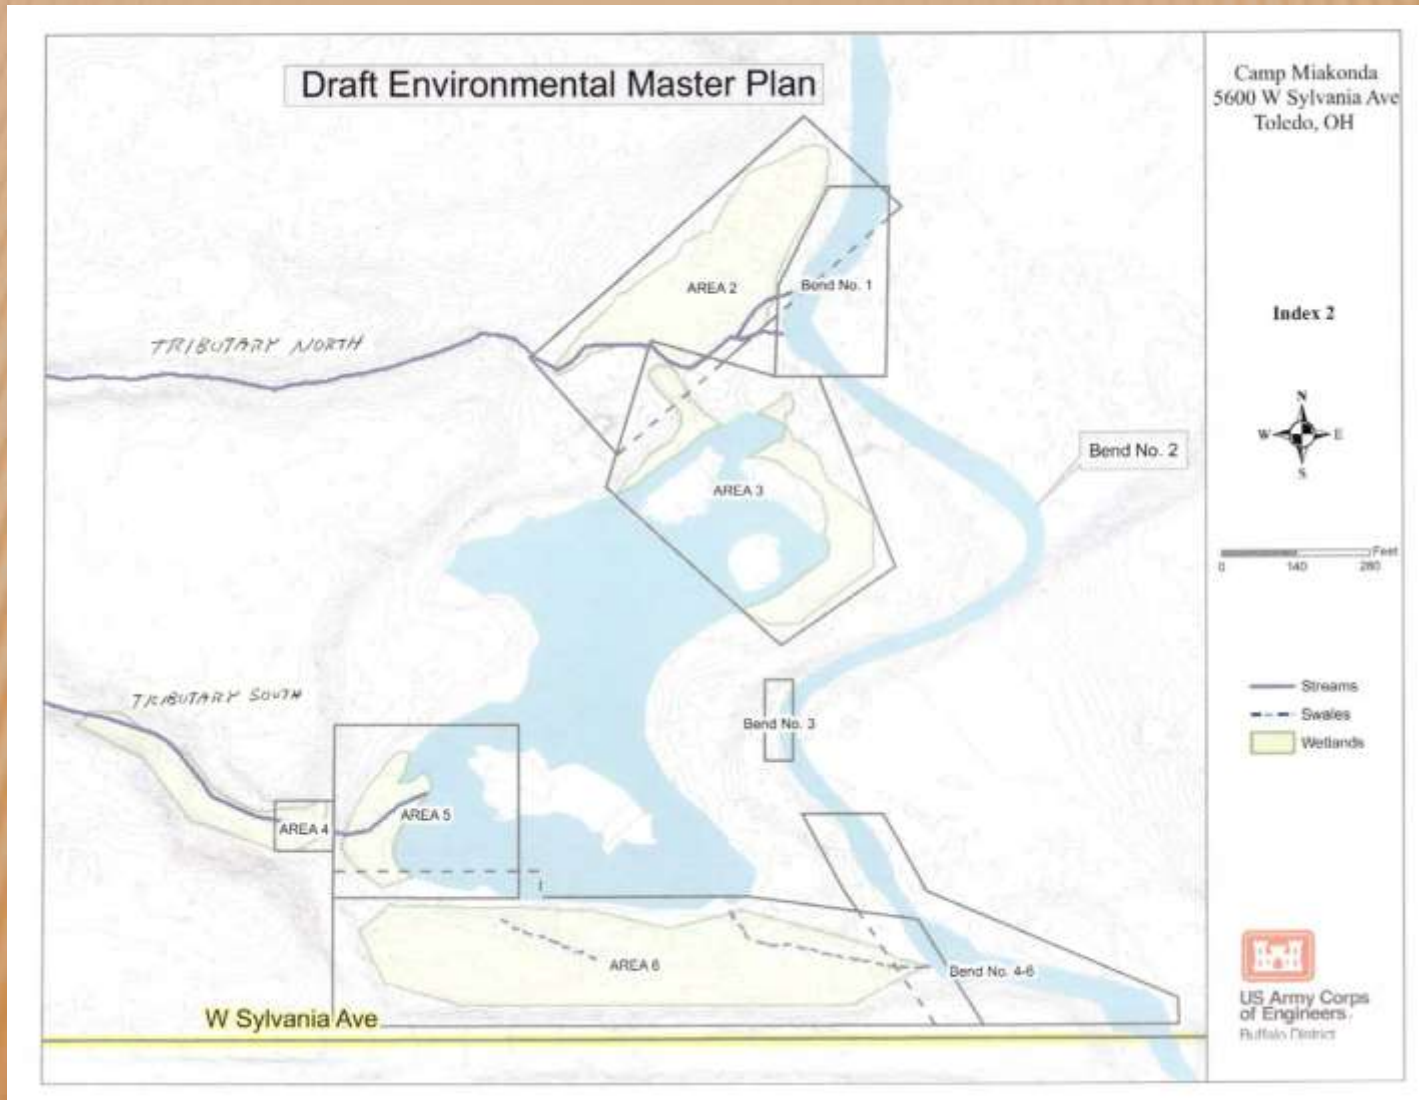 Draft Environmental Master Plan
Camp Miakonda
5600 W Sylvania Ave
Toledo, OH
AREA 2
Bend No. 1
Index 2
TRIBUTARY NORTH
N
W
E
S
Bend No. 2
AREA 3
Feet
0
140
280
TRIBUTARY SOUTH
Streams
Swales
Wetlands
Bend No. 3
AREA 4
AREA 5
AREA 6
Bend No. 4-6
W Sylvania Ave
US Army Corps
of Engineers
Buffalo District